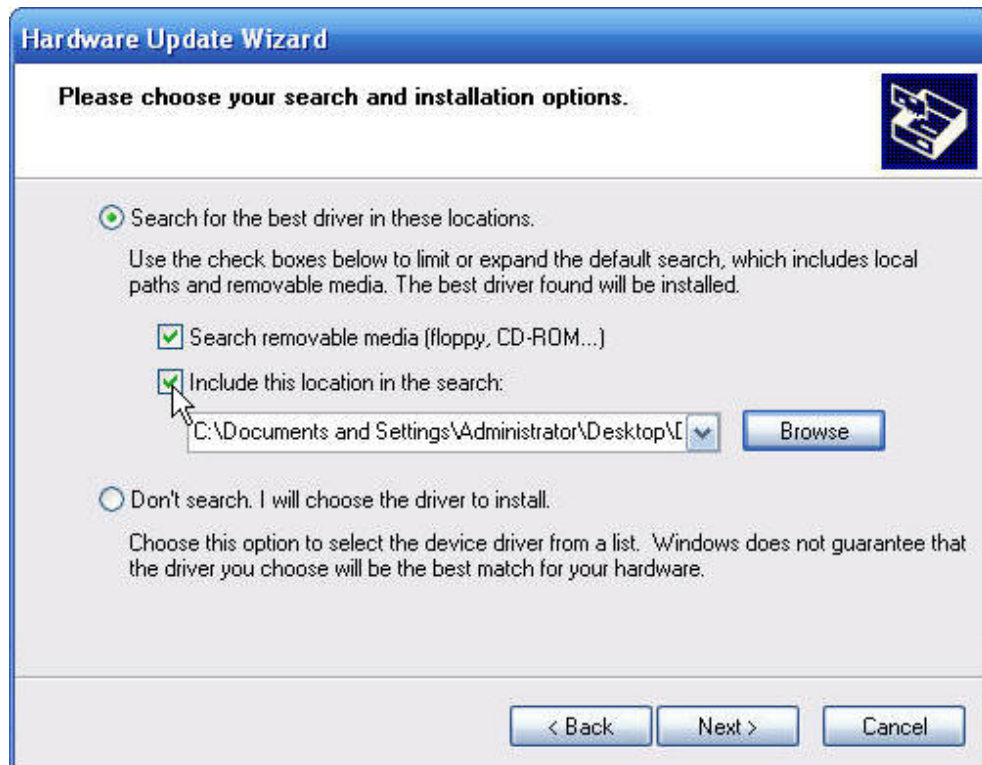 Hardware Update Wizard
Please choose your search and installation options.
Search for the best driver in these locations.
Use the check boxes below to limit or expand the default search, which includes local
paths and removable media. The best driver found will be installed.
Search removable media (floppy, CD-ROM...)
Include this location in the search:
C:\Documents and Settings\Administrator\Desktop\
Browse
Don't search. I will choose the driver to install.
Choose this option to select the device driver from a list. Windows does not guarantee that
the driver you choose will be the best match for your hardware.
< Back Next > Cancel